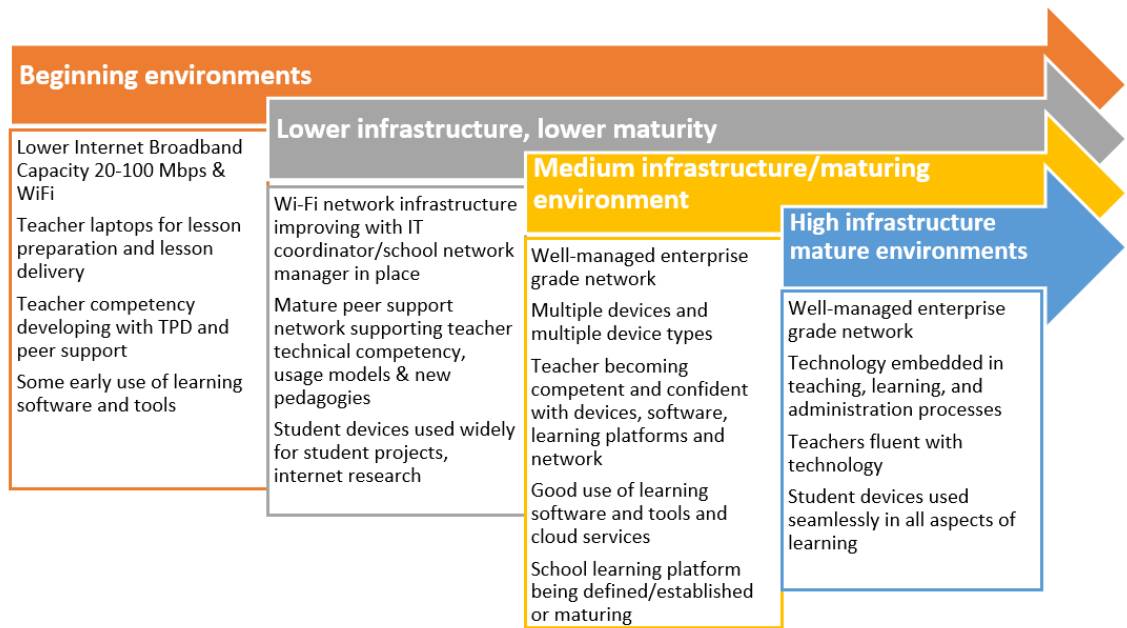 Beginning environments
Lower Internet Broadband
Capacity 20-100 Mbps &
WiFi
Teacher laptops for lesson
preparation and lesson
delivery
Teacher competency
developing with TPD and
peer support
Some early use of learning
software and tools
Lower infrastructure, lower maturity
Wi-Fi network infrastructure
improving with IT
coordinator/school network
manager in place
Mature peer support
network supporting teacher
technical competency,
usage models & new
pedagogies
Student devices used widely
for student projects,
internet research
Medium infrastructure/maturing
environment
Well-managed enterprise
grade network
Multiple devices and
multiple device types
Teacher becoming
competent and confident
with devices, software,
learning platforms and
network
Good use of learning
software and tools and
cloud services
School learning platform
being defined/established
or maturing
High infrastructure
mature environments
Well-managed enterprise
grade network
Technology embedded in
teaching, learning, and
administration processes
Teachers fluent with
technology
Student devices used
seamlessly in all aspects of
learning